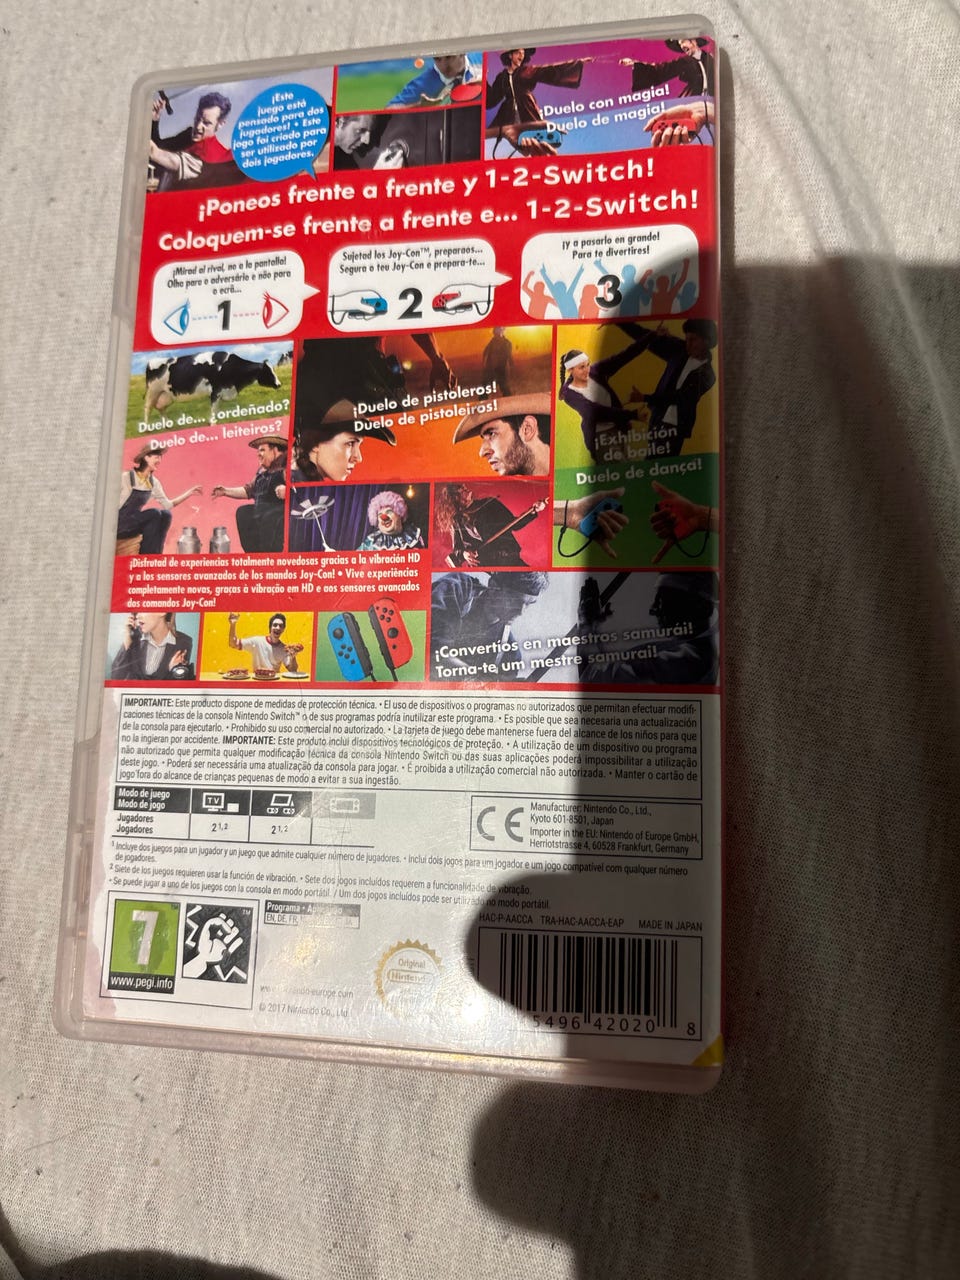 ¡Este
juego está
pensado para dos
jugadores! • Este
jogo foi criado para
ser utilizado por
dois jogadores.
¡Duelo con magia!
Duelo de magia!
¡Poneos frente a frente y 1-2-Switch!
Coloquem-se frente a frente e... 1-2-Switch!
¡Mirad al rival, no a la pantalla!
Olha para o adversário e não para
o ecrã...
1
Sujetad los Joy-Con™, preparaos...
Segura o teu Joy-Con e prepara-te...
2
¡y a pasarlo en grande!
Para te divertires!
3
Duelo de... ¿ordeñado?
Duelo de... leiteiros?
¡Duelo de pistoleros!
Duelo de pistoleiros!
¡Exhibición
de baile!
Duelo de dança!
¡Disfrutad de experiencias totalmente novedosas gracias a la vibración HD
y a los sensores avanzados de los mandos Joy-Con! • Vive experiências
completamente novas, graças à vibração em HD e aos sensores avançados
dos comandos Joy-Con!
¡Convertíos en maestros samurái!
Torna-te um mestre samurai!
IMPORTANTE: Este producto dispone de medidas de protección técnica. • El uso de dispositivos o programas no autorizados que permitan efectuar modifi-
caciones técnicas de la consola Nintendo Switch™ o de sus programas podría inutilizar este programa. • Es posible que sea necesaria una actualización
de la consola para ejecutarlo. • Prohibido su uso comercial no autorizado. • La tarjeta de juego debe mantenerse fuera del alcance de los niños para que
no la ingieran por accidente. IMPORTANTE: Este produto inclui dispositivos tecnológicos de proteção. • A utilização de um dispositivo ou programa
não autorizado que permita qualquer modificação técnica da consola Nintendo Switch ou das suas aplicações poderá impossibilitar a utilização
deste jogo. • Poderá ser necessária uma atualização da consola para jogar. • É proibida a utilização comercial não autorizada. • Manter o cartão de
jogo fora do alcance de crianças pequenas de modo a evitar a sua ingestão.
Modo de juego
Modo de jogo
TV
Jugadores
Jogadores
2¹,²
2¹,²
CE
Manufacturer: Nintendo Co., Ltd.,
Kyoto 601-8501, Japan
Importer in the EU: Nintendo of Europe GmbH,
Herriotstrasse 4, 60528 Frankfurt, Germany
¹ Incluye dos juegos para un jugador y un juego que admite cualquier número de jugadores. • Inclui dois jogos para um jogador e um jogo compatível com qualquer número
de jogadores.
² Siete de los juegos requieren usar la función de vibración. • Sete dos jogos incluídos requerem a funcionalidade de vibração.
• Se puede jugar a uno de los juegos con la consola en modo portátil. / Um dos jogos incluídos pode ser utilizado no modo portátil.
HAC-P-AACCA TRA-HAC-AACCA-EAP MADE IN JAPAN
7
www.pegi.info
Programa •
EN, DE, FR,
Original
Nintendo
www.nintendo-europe.com
© 2017 Nintendo Co., Ltd.
5496 42020 8